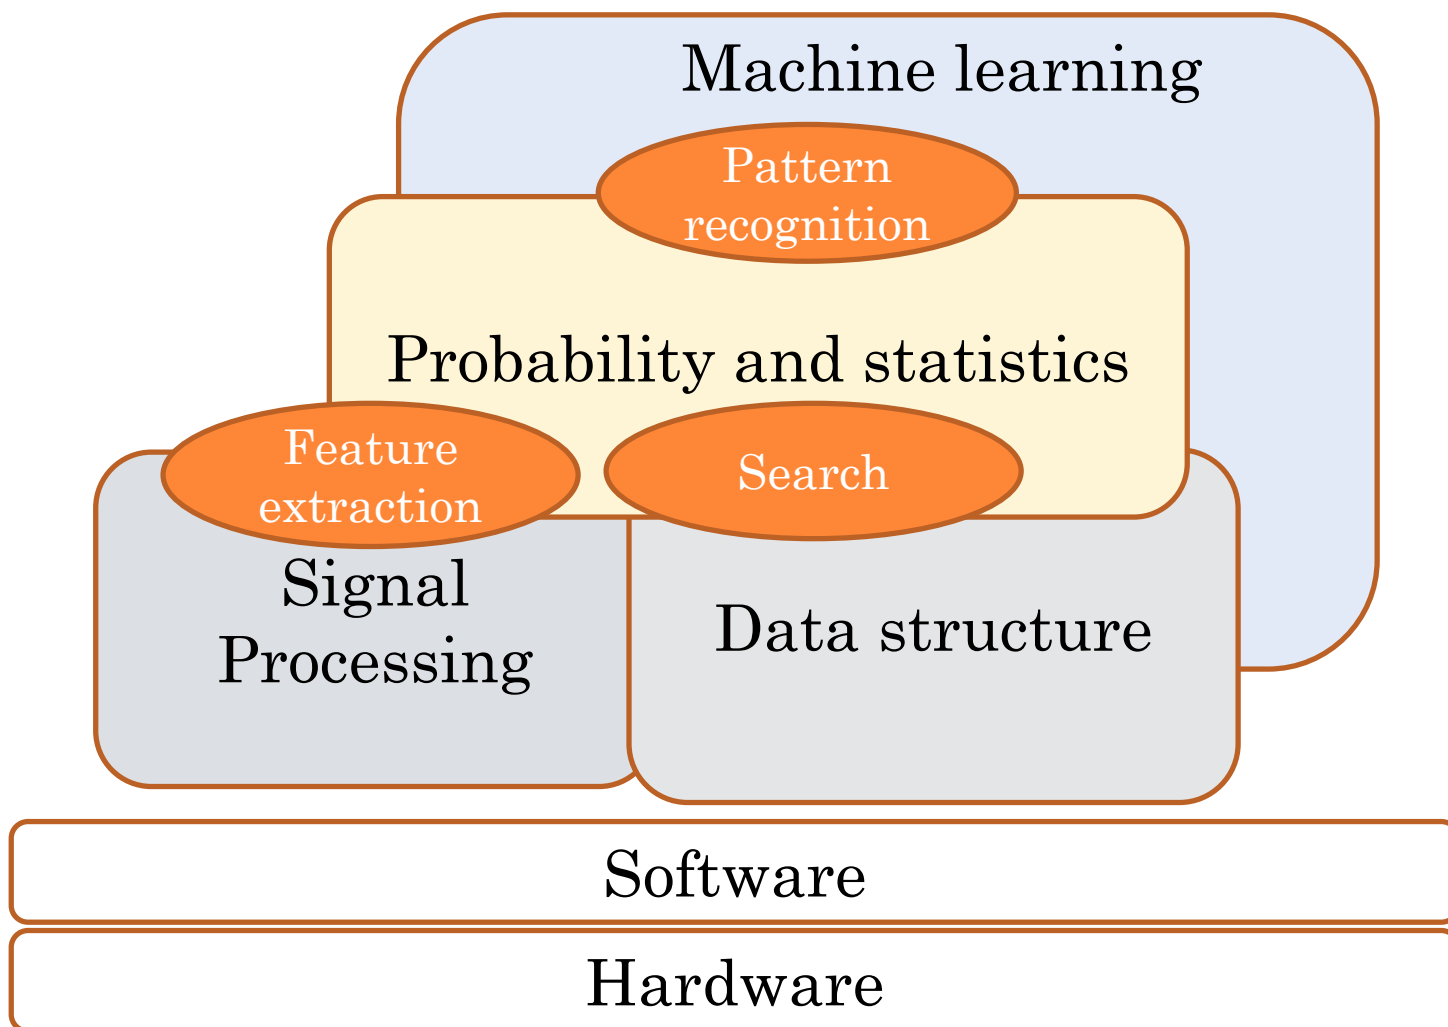 Machine learning
Pattern
recognition
Probability and statistics
Feature
extraction
Search
Signal
Processing
Data structure
Software
Hardware